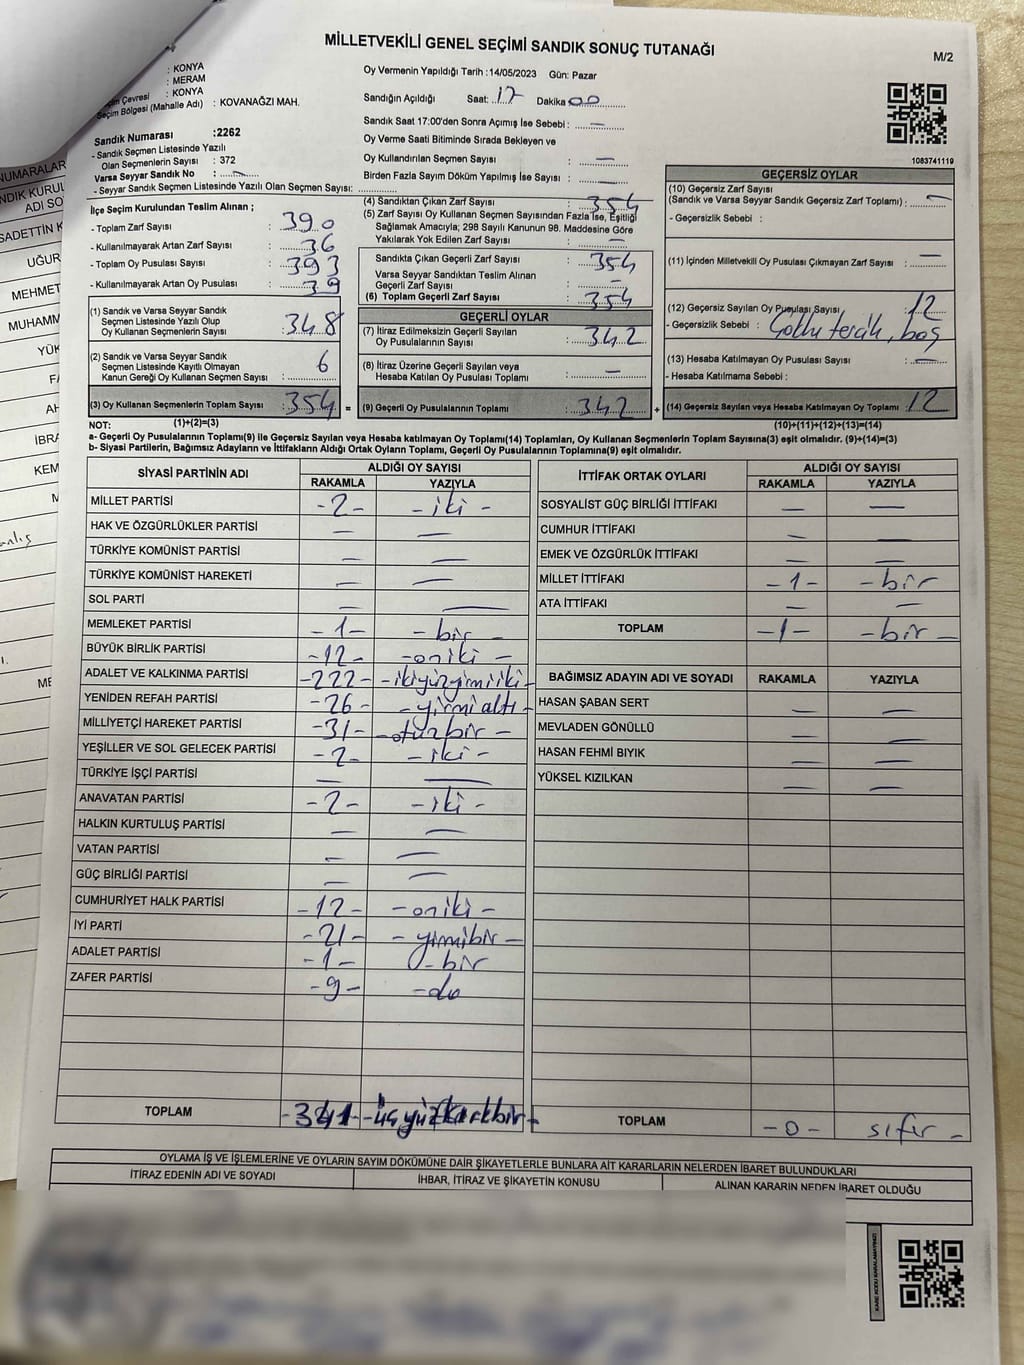 MİLLETVEKİLİ GENEL SEÇİMİ SANDIK SONUÇ TUTANAĞI
M/2
: KONYA
: MERAM
Çevresi : KONYA
Seçim Bölgesi (Mahalle Adı) : KOVANAĞZI MAH.
Sandık Numarası :2262
- Sandık Seçmen Listesinde Yazılı
Olan Seçmenlerin Sayısı : 372
Varsa Seyyar Sandık No : —
- Seyyar Sandık Seçmen Listesinde Yazılı Olan Seçmen Sayısı:
Oy Vermenin Yapıldığı Tarih :14/05/2023 Gün: Pazar
Sandığın Açıldığı Saat: 17 Dakika 00
Sandık Saat 17:00'den Sonra Açımış İse Sebebi : —
Oy Verme Saati Bitiminde Sırada Bekleyen ve
Oy Kullandırılan Seçmen Sayısı : —
Birden Fazla Sayım Döküm Yapılmış İse Sayısı : —
1083741119
İlçe Seçim Kurulundan Teslim Alınan ;
- Toplam Zarf Sayısı : 390
- Kullanılmayarak Artan Zarf Sayısı : 36
- Toplam Oy Pusulası Sayısı : 393
- Kullanılmayarak Artan Oy Pusulası : 39
(1) Sandık ve Varsa Seyyar Sandık
Seçmen Listesinde Yazılı Olup
Oy Kullanan Seçmenlerin Sayısı : 348
(2) Sandık ve Varsa Seyyar Sandık
Seçmen Listesinde Kayıtlı Olmayan
Kanun Gereği Oy Kullanan Seçmen Sayısı : 6
(3) Oy Kullanan Seçmenlerin Toplam Sayısı : 354 =
(1)+(2)=(3)
(4) Sandıktan Çıkan Zarf Sayısı : 354
(5) Zarf Sayısı Oy Kullanan Seçmen Sayısından Fazla İse, Eşitliği
Sağlamak Amacıyla; 298 Sayılı Kanunun 98. Maddesine Göre
Yakılarak Yok Edilen Zarf Sayısı : —
Sandıkta Çıkan Geçerli Zarf Sayısı : 354
Varsa Seyyar Sandıktan Teslim Alınan
Geçerli Zarf Sayısı : —
(6) Toplam Geçerli Zarf Sayısı : 354
GEÇERLİ OYLAR
(7) İtiraz Edilmeksizin Geçerli Sayılan
Oy Pusulalarının Sayısı : 342
(8) İtiraz Üzerine Geçerli Sayılan veya
Hesaba Katılan Oy Pusulası Toplamı : —
(9) Geçerli Oy Pusulalarının Toplamı : 342 +
GEÇERSİZ OYLAR
(10) Geçersiz Zarf Sayısı
(Sandık ve Varsa Seyyar Sandık Geçersiz Zarf Toplamı) : —
- Geçersizlik Sebebi :
(11) İçinden Milletvekili Oy Pusulası Çıkmayan Zarf Sayısı : —
(12) Geçersiz Sayılan Oy Pusulası Sayısı : 12
- Geçersizlik Sebebi : Çoklu tercih, boş
(13) Hesaba Katılmayan Oy Pusulası Sayısı : —
- Hesaba Katılmama Sebebi :
(14) Geçersiz Sayılan veya Hesaba Katılmayan Oy Toplamı 12
(10)+(11)+(12)+(13)=(14)
NOT:
a- Geçerli Oy Pusulalarının Toplamı(9) ile Geçersiz Sayılan veya Hesaba katılmayan Oy Toplamı(14) Toplamları, Oy Kullanan Seçmenlerin Toplam Sayısına(3) eşit olmalıdır. (9)+(14)=(3)
b- Siyasi Partilerin, Bağımsız Adayların ve İttifakların Aldığı Ortak Oyların Toplamı, Geçerli Oy Pusulalarının Toplamına(9) eşit olmalıdır.
SİYASİ PARTİNİN ADI ALDIĞI OY SAYISI
RAKAMLA YAZIYLA
MİLLET PARTİSİ -2- -iki-
HAK VE ÖZGÜRLÜKLER PARTİSİ — —
TÜRKİYE KOMÜNİST PARTİSİ — —
TÜRKİYE KOMÜNİST HAREKETİ — —
SOL PARTİ — —
MEMLEKET PARTİSİ -1- -bir-
BÜYÜK BİRLİK PARTİSİ -12- -oniki-
ADALET VE KALKINMA PARTİSİ -222- -ikiyüzyimiiki-
YENİDEN REFAH PARTİSİ -26- -yirmialtı-
MİLLİYETÇİ HAREKET PARTİSİ -31- -otuzbir-
YEŞİLLER VE SOL GELECEK PARTİSİ -2- -iki-
TÜRKİYE İŞÇİ PARTİSİ — —
ANAVATAN PARTİSİ -2- -iki-
HALKIN KURTULUŞ PARTİSİ — —
VATAN PARTİSİ — —
GÜÇ BİRLİĞİ PARTİSİ — —
CUMHURİYET HALK PARTİSİ -12- -oniki-
İYİ PARTİ -21- -yimibir-
ADALET PARTİSİ -1- -bir
ZAFER PARTİSİ -9-
TOPLAM -341- -üçyüzkırkbir-
İTTİFAK ORTAK OYLARI ALDIĞI OY SAYISI
RAKAMLA YAZIYLA
SOSYALİST GÜÇ BİRLİĞİ İTTİFAKI — —
CUMHUR İTTİFAKI — —
EMEK VE ÖZGÜRLÜK İTTİFAKI — —
MİLLET İTTİFAKI -1- -bir
ATA İTTİFAKI — —
TOPLAM -1- -bir-
BAĞIMSIZ ADAYIN ADI VE SOYADI RAKAMLA YAZIYLA
HASAN ŞABAN SERT — —
MEVLADEN GÖNÜLLÜ — —
HASAN FEHMİ BIYIK — —
YÜKSEL KIZILKAN — —
TOPLAM -0- sıfır-
OYLAMA İŞ VE İŞLEMLERİNE VE OYLARIN SAYIM DÖKÜMÜNE DAİR ŞİKAYETLERLE BUNLARA AİT KARARLARIN NELERDEN İBARET BULUNDUKLARI
İTİRAZ EDENİN ADI VE SOYADI İHBAR, İTİRAZ VE ŞİKAYETİN KONUSU ALINAN KARARIN NEDEN İBARET OLDUĞU